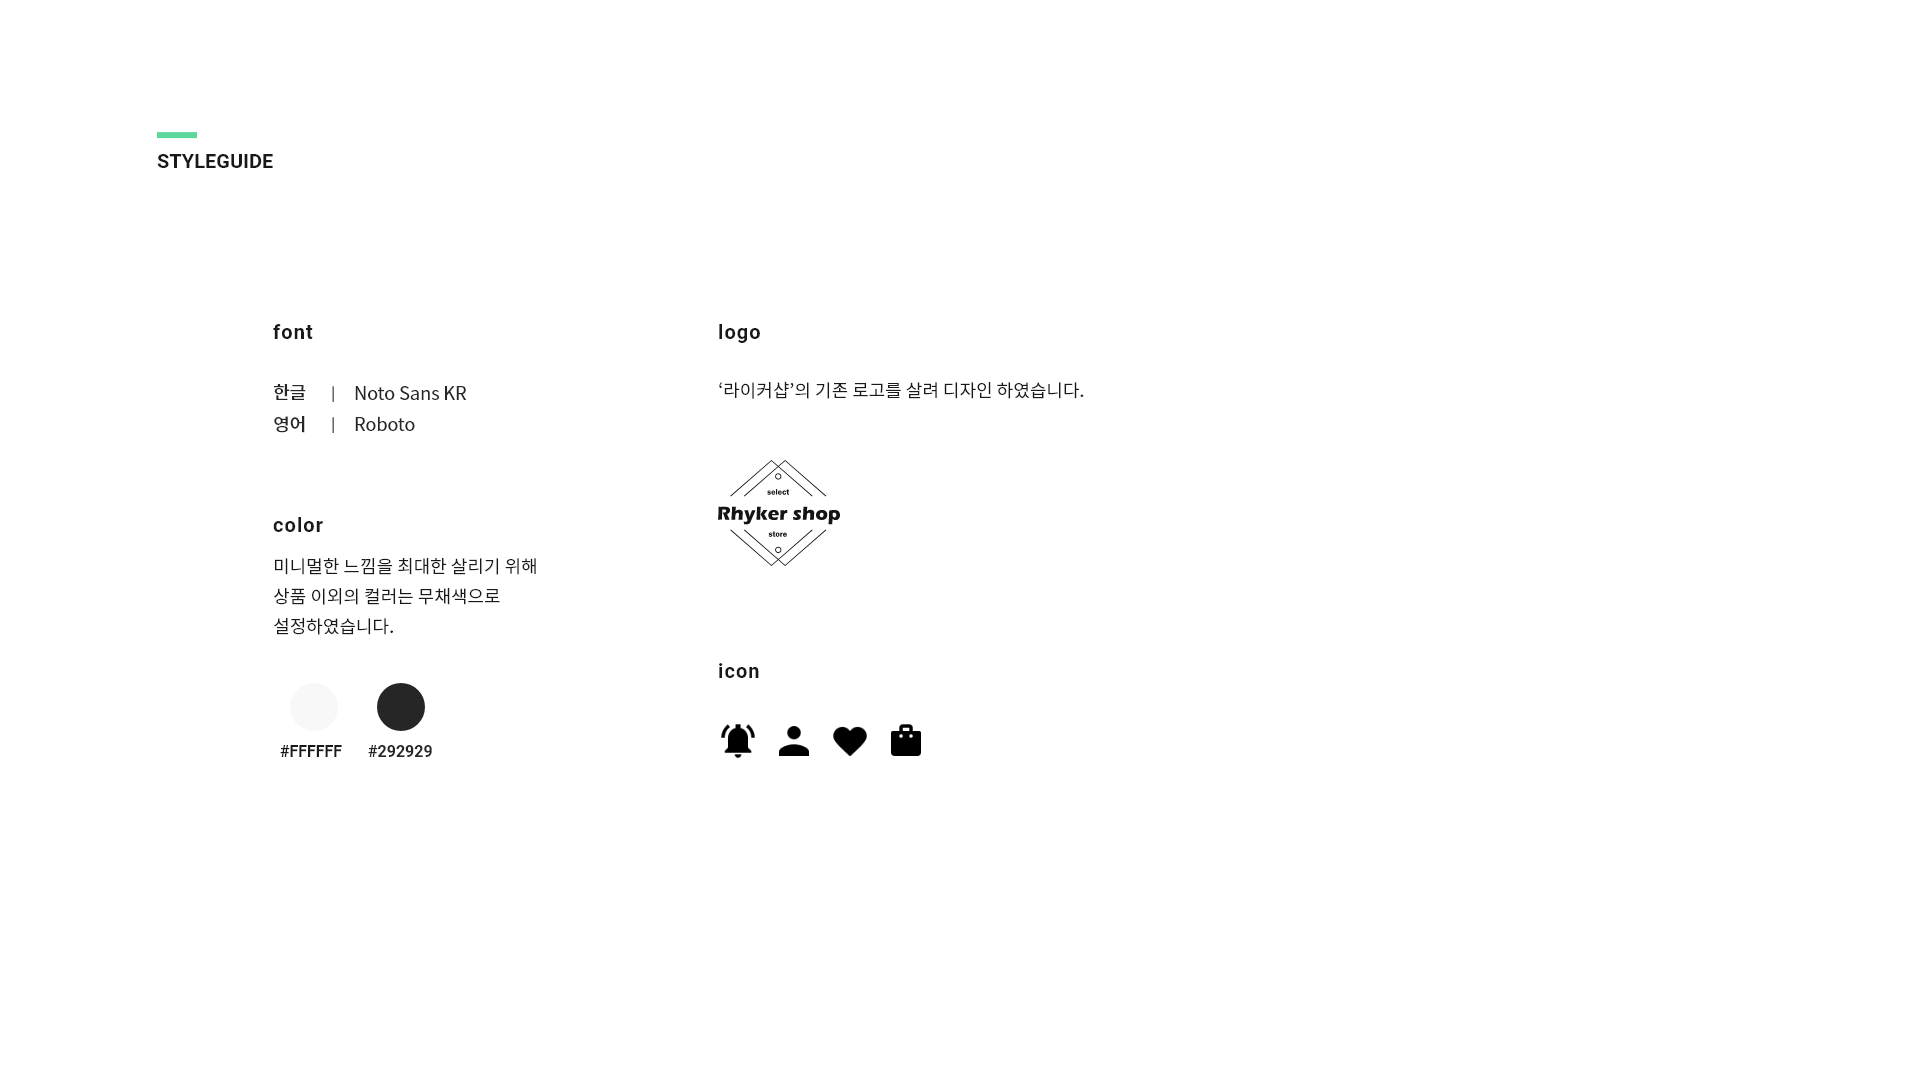 STYLEGUIDE
font
한글 | Noto Sans KR
영어 | Roboto
color
미니멀한 느낌을 최대한 살리기 위해
상품 이외의 컬러는 무채색으로
설정하였습니다.
#FFFFFF #292929
logo
‘라이커샵’의 기존 로고를 살려 디자인 하였습니다.
select
Rhyker shop
store
icon